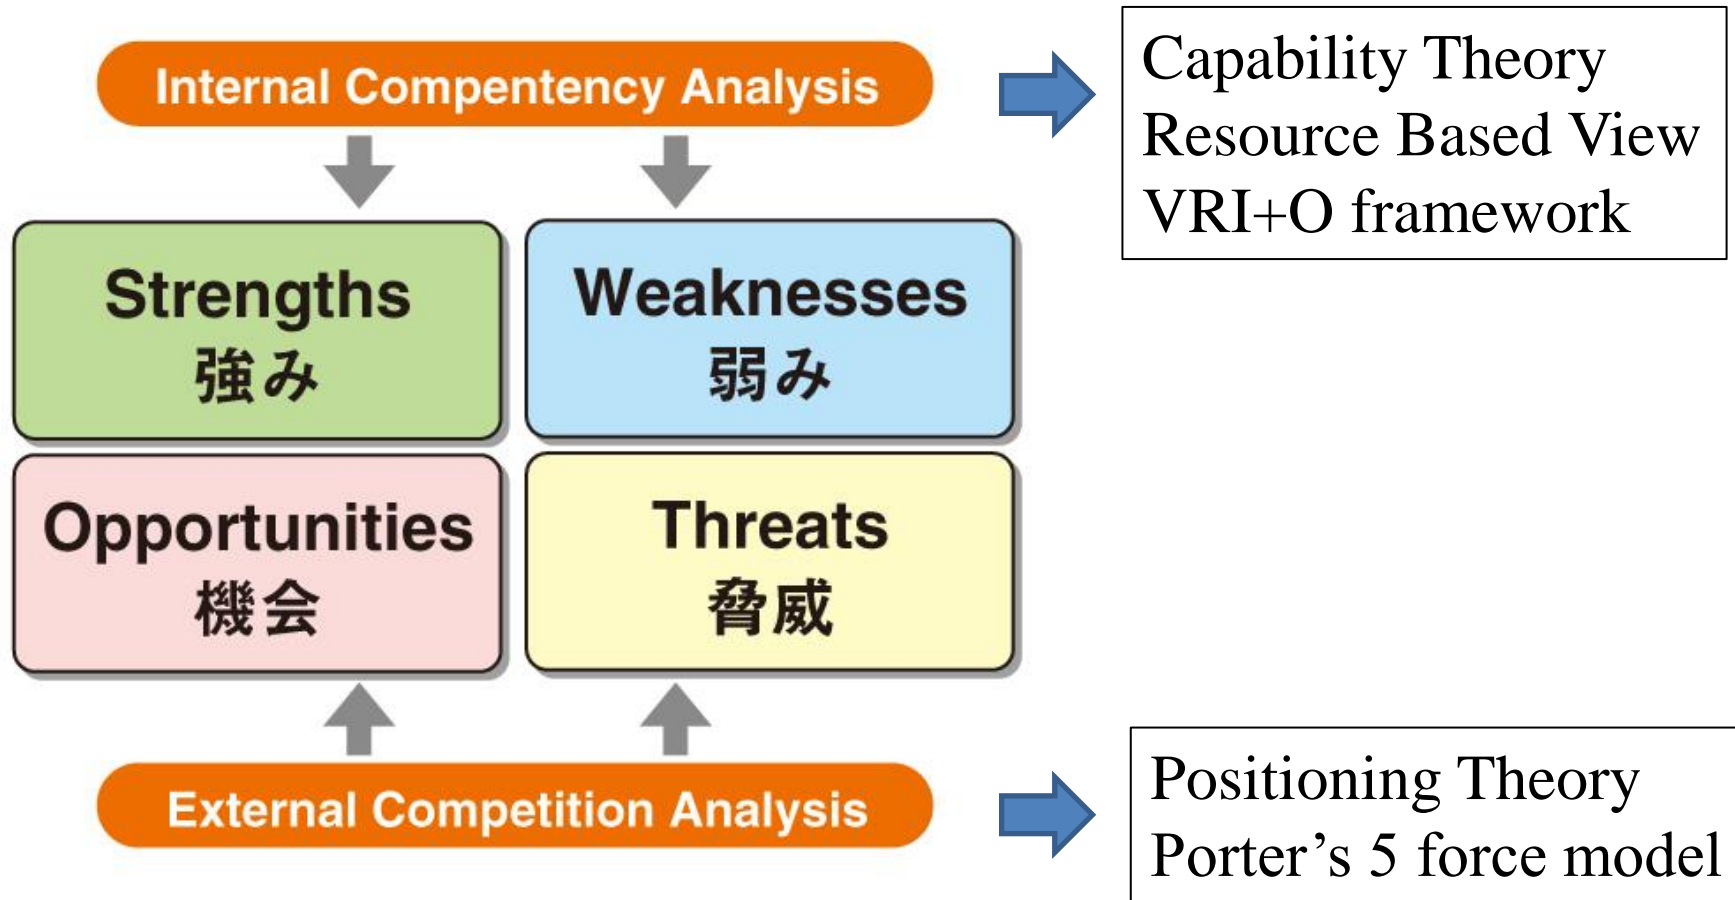 Internal Compentency Analysis
Capability Theory
Resource Based View
VRI+O framework
Strengths
強み
Weaknesses
弱み
Opportunities
機会
Threats
脅威
External Competition Analysis
Positioning Theory
Porter’s 5 force model